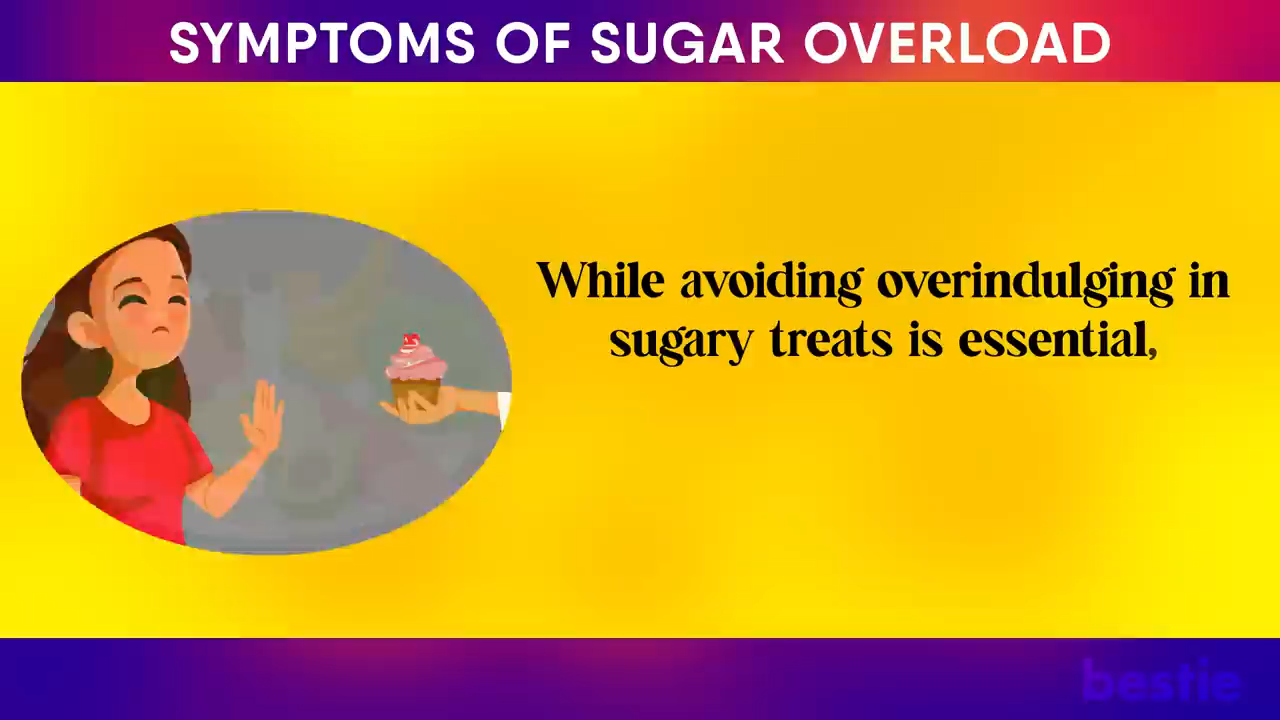 SYMPTOMS OF SUGAR OVERLOAD
While avoiding overindulging in
sugary treats is essential,
bestie